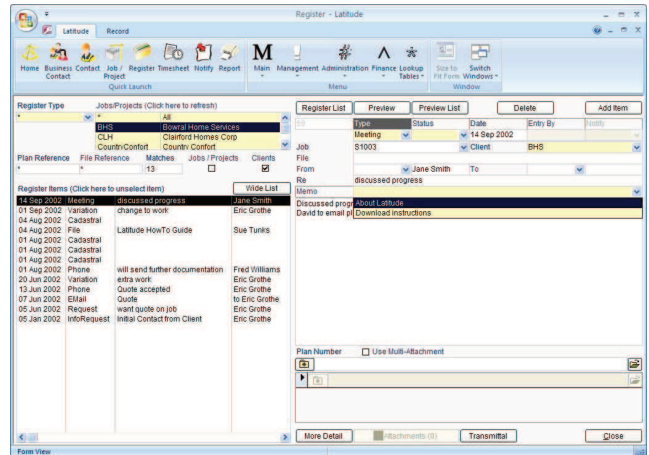 Register - Latitude
Latitude Record
Home Business Contact Contact Job / Project Register Timesheet Notify Report Main Management Administration Finance Lookup Tables Size to Fit Form Switch Windows
Quick Launch Menu Window
Register Type Jobs/Projects (Click here to refresh)
* * All
BHS Bowral Home Services
CLH Clairford Homes Corp
CountryComfort Country Comfort
Plan Reference File Reference Matches Jobs / Projects Clients
* * 13
Register Items (Click here to unselect item) Wide List
14 Sep 2002 Meeting discussed progress Jane Smith
01 Sep 2002 Variation change to work Eric Grothe
04 Aug 2002 Cadastral
04 Aug 2002 File Latitude HowTo Guide Sue Tunks
01 Aug 2002 Cadastral
01 Aug 2002 Cadastral
01 Aug 2002 Cadastral
01 Aug 2002 Phone will send further documentation Fred Williams
20 Jun 2002 Variation extra work Eric Grothe
13 Jun 2002 Phone Quote accepted Eric Grothe
07 Jun 2002 EMail Quote to Eric Grothe
05 Jun 2002 Request want quote on job Eric Grothe
05 Jan 2002 InfoRequest Initial Contact from Client Eric Grothe
Register List Preview Preview List Delete Add Item
Type Status Date Entry By Notify
Meeting 14 Sep 2002
Job S1003 Client BHS
File
From Jane Smith To
Re discussed progress
Memo
Discussed progr About Latitude
David to email pl Download instructions
Plan Number Use Multi-Attachment
More Detail Attachments (0) Transmittal Close
Form View